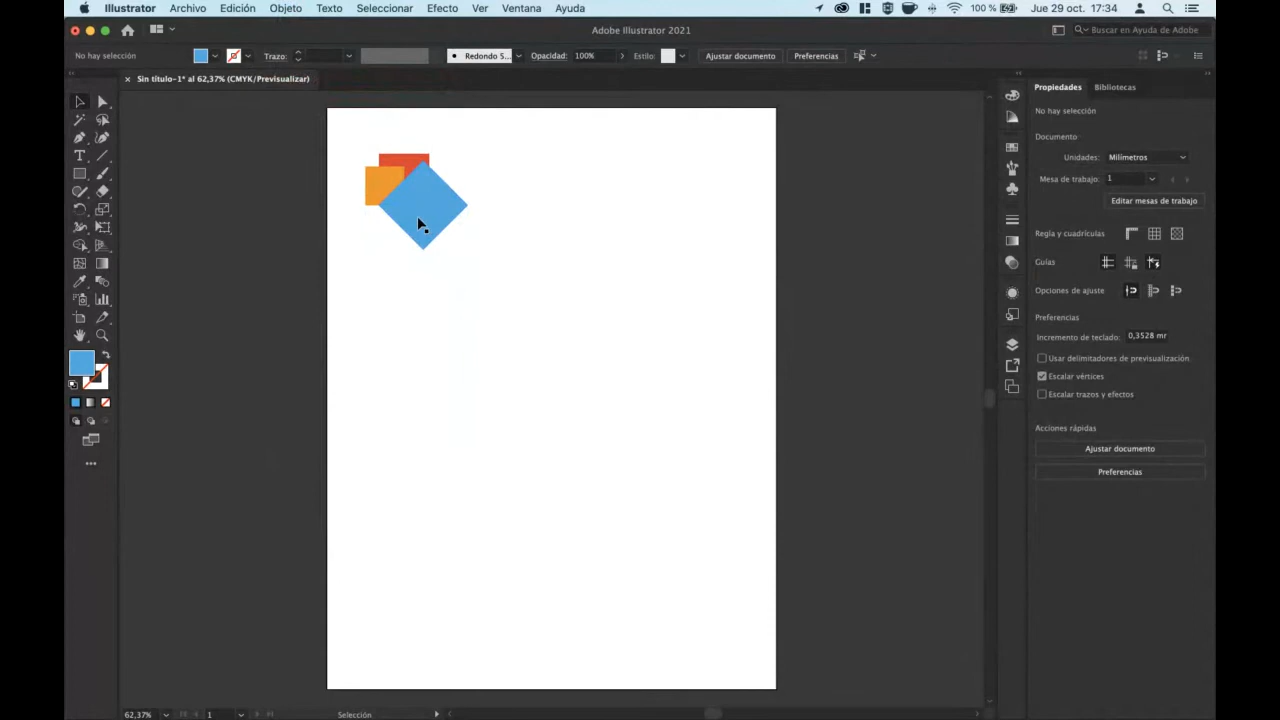 Illustrator Archivo Edición Objeto Texto Seleccionar Efecto Ver Ventana Ayuda 100 % Jue 29 oct. 17:34
Adobe Illustrator 2021 Buscar en Ayuda de Adobe
No hay selección Trazo: Redondo 5... Opacidad: 100% Estilo: Ajustar documento Preferencias
Sin título-1* al 62,37% (CMYK/Previsualizar)
Propiedades Bibliotecas
No hay selección
Documento
Unidades: Milímetros
Mesa de trabajo: 1
Editar mesas de trabajo
Regla y cuadrículas
Guías
Opciones de ajuste
Preferencias
Incremento de teclado: 0,3528 mr
Usar delimitadores de previsualización
Escalar vértices
Escalar trazos y efectos
Acciones rápidas
Ajustar documento
Preferencias
62,37% 1 Selección